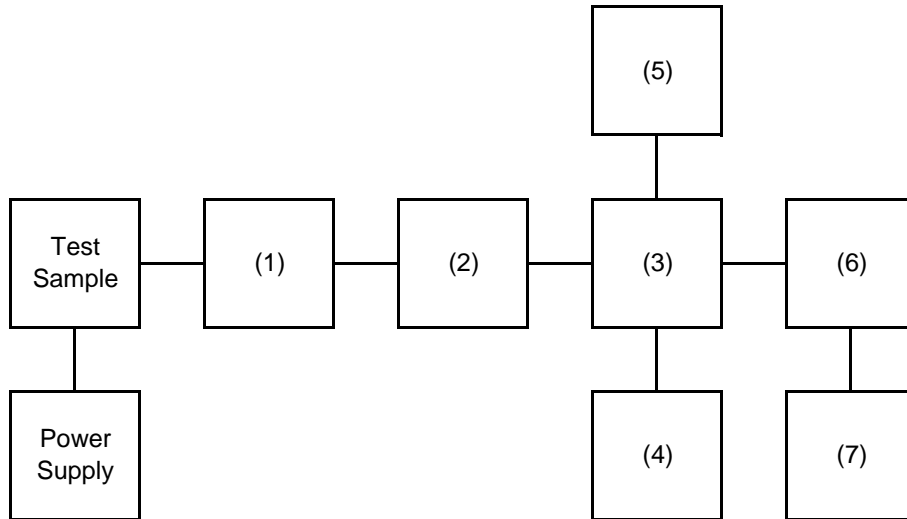 (5)
Test
Sample
(1)
(2)
(3)
(6)
Power
Supply
(4)
(7)